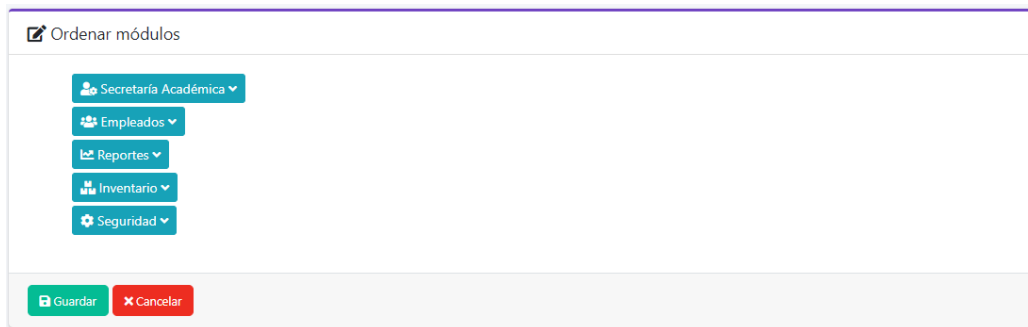 Ordenar módulos
Secretaría Académica
Empleados
Reportes
Inventario
Seguridad
Guardar
Cancelar